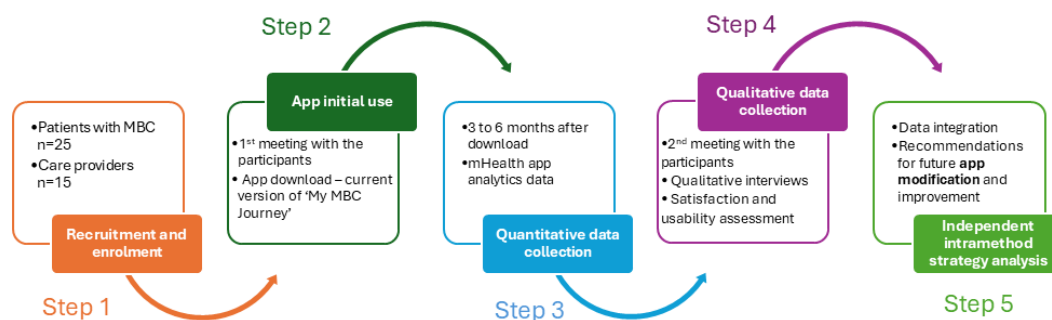 Step 1
•Patients with MBC
n=25
•Care providers
n=15
Recruitment and
enrolment
Step 2
App initial use
•1st meeting with the
participants
• App download – current
version of ‘My MBC
Journey’
•3 to 6 months after
download
•mHealth app
analytics data
Quantitative data
collection
Step 3
Step 4
Qualitative data
collection
•2nd meeting with the
participants
• Qualitative interviews
• Satisfaction and
usability assessment
•Data integration
•Recommendations
for future app
modification and
improvement
Independent
intramethod
strategy analysis
Step 5